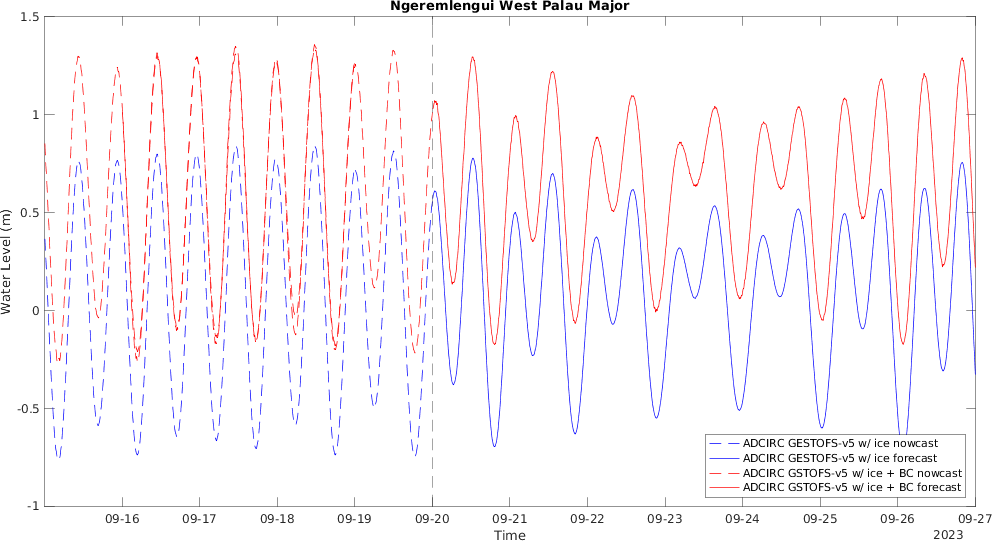 Ngeremlengui West Palau Major
1.5
1
0.5
0
-0.5
-1
Water Level (m)
09-16 09-17 09-18 09-19 09-20 09-21 09-22 09-23 09-24 09-25 09-26 09-27
Time
2023
ADCIRC GESTOFS-v5 w/ ice nowcast
ADCIRC GESTOFS-v5 w/ ice forecast
ADCIRC GSTOFS-v5 w/ ice + BC nowcast
ADCIRC GSTOFS-v5 w/ ice + BC forecast